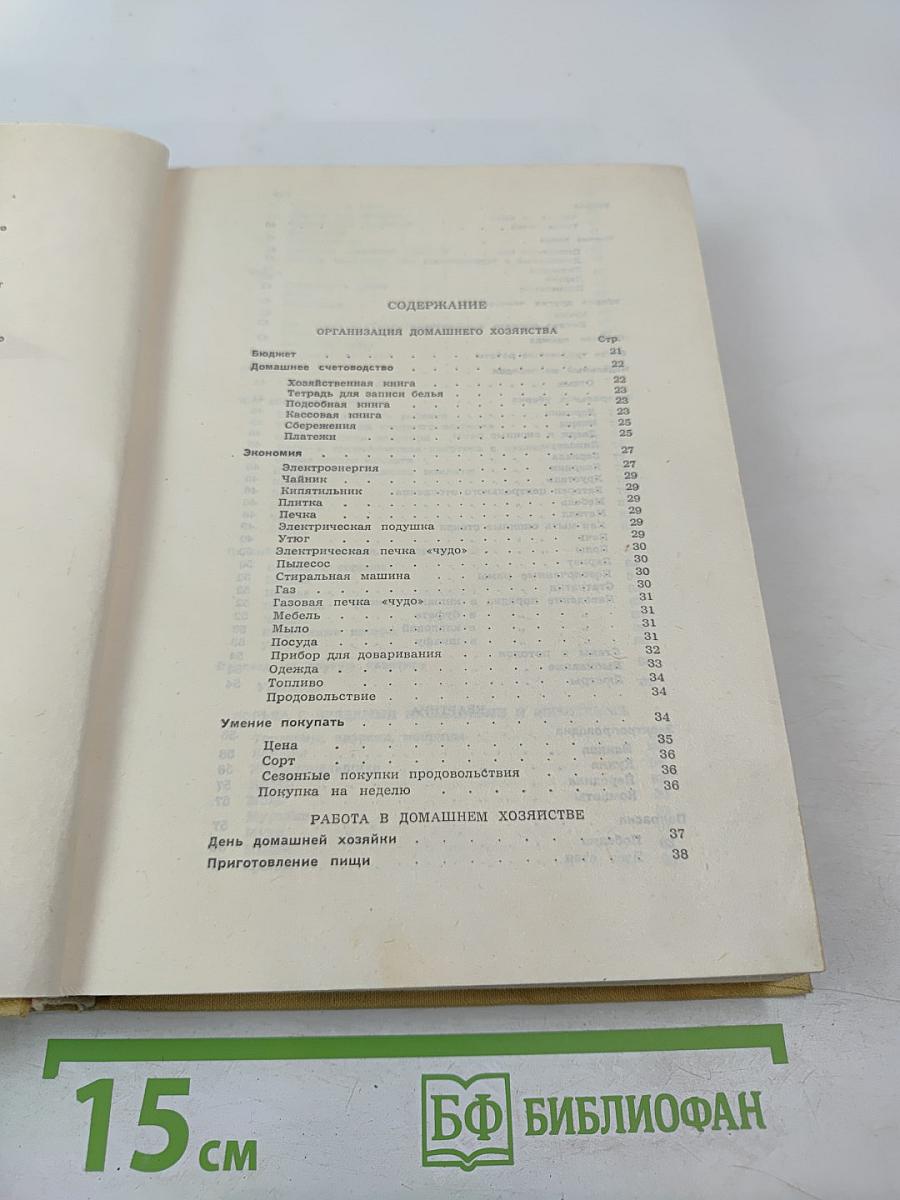 СОДЕРЖАНИЕ
ОРГАНИЗАЦИЯ ДОМАШНЕГО ХОЗЯЙСТВА
Стр.
Бюджет . . . . . . . . . . 21
Домашнее счетоводство . . . . . . . . 22
Хозяйственная книга . . . . . . . 22
Тетрадь для записи белья . . . . . . 23
Подсобная книга . . . . . . . . 23
Кассовая книга . . . . . . . . 23
Сбережения . . . . . . . . 25
Платежи . . . . . . . . . 25
Экономия . . . . . . . . . . 27
Электроэнергия . . . . . . . . 27
Чайник . . . . . . . . . . 29
Кипятильник . . . . . . . . 29
Плитка . . . . . . . . . . 29
Печка . . . . . . . . . . 29
Электрическая подушка . . . . . . 29
Утюг . . . . . . . . . . 29
Электрическая печка «чудо» . . . . . 30
Пылесос . . . . . . . . . 30
Стиральная машина . . . . . . . 30
Газ . . . . . . . . . . . 30
Газовая печка «чудо» . . . . . . . 31
Мебель . . . . . . . . . . 31
Мыло . . . . . . . . . . 31
Посуда . . . . . . . . . . 31
Прибор для доваривания . . . . . . 32
Одежда . . . . . . . . . . 33
Топливо . . . . . . . . . 34
Продовольствие . . . . . . . . 34
Умение покупать . . . . . . . . . 34
Цена . . . . . . . . . . 35
Сорт . . . . . . . . . . 36
Сезонные покупки продовольствия . . . . 36
Покупка на неделю . . . . . . . 36
РАБОТА В ДОМАШНЕМ ХОЗЯЙСТВЕ
День домашней хозяйки . . . . . . . . 37
Приготовление пищи . . . . . . . . 38
15 см
БФ БИБЛИОФАН